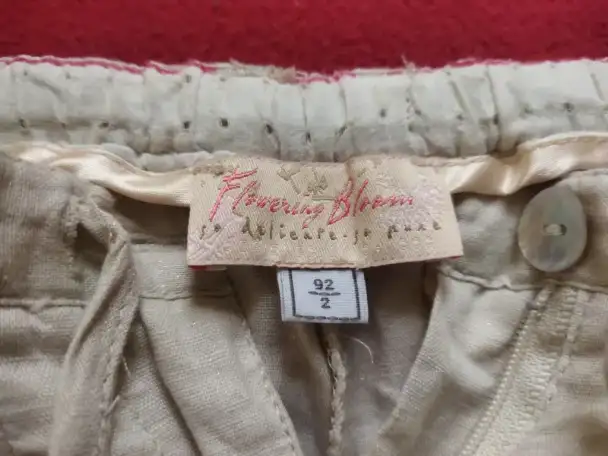 Flowering Bloom
so delicate. so pure
92
2